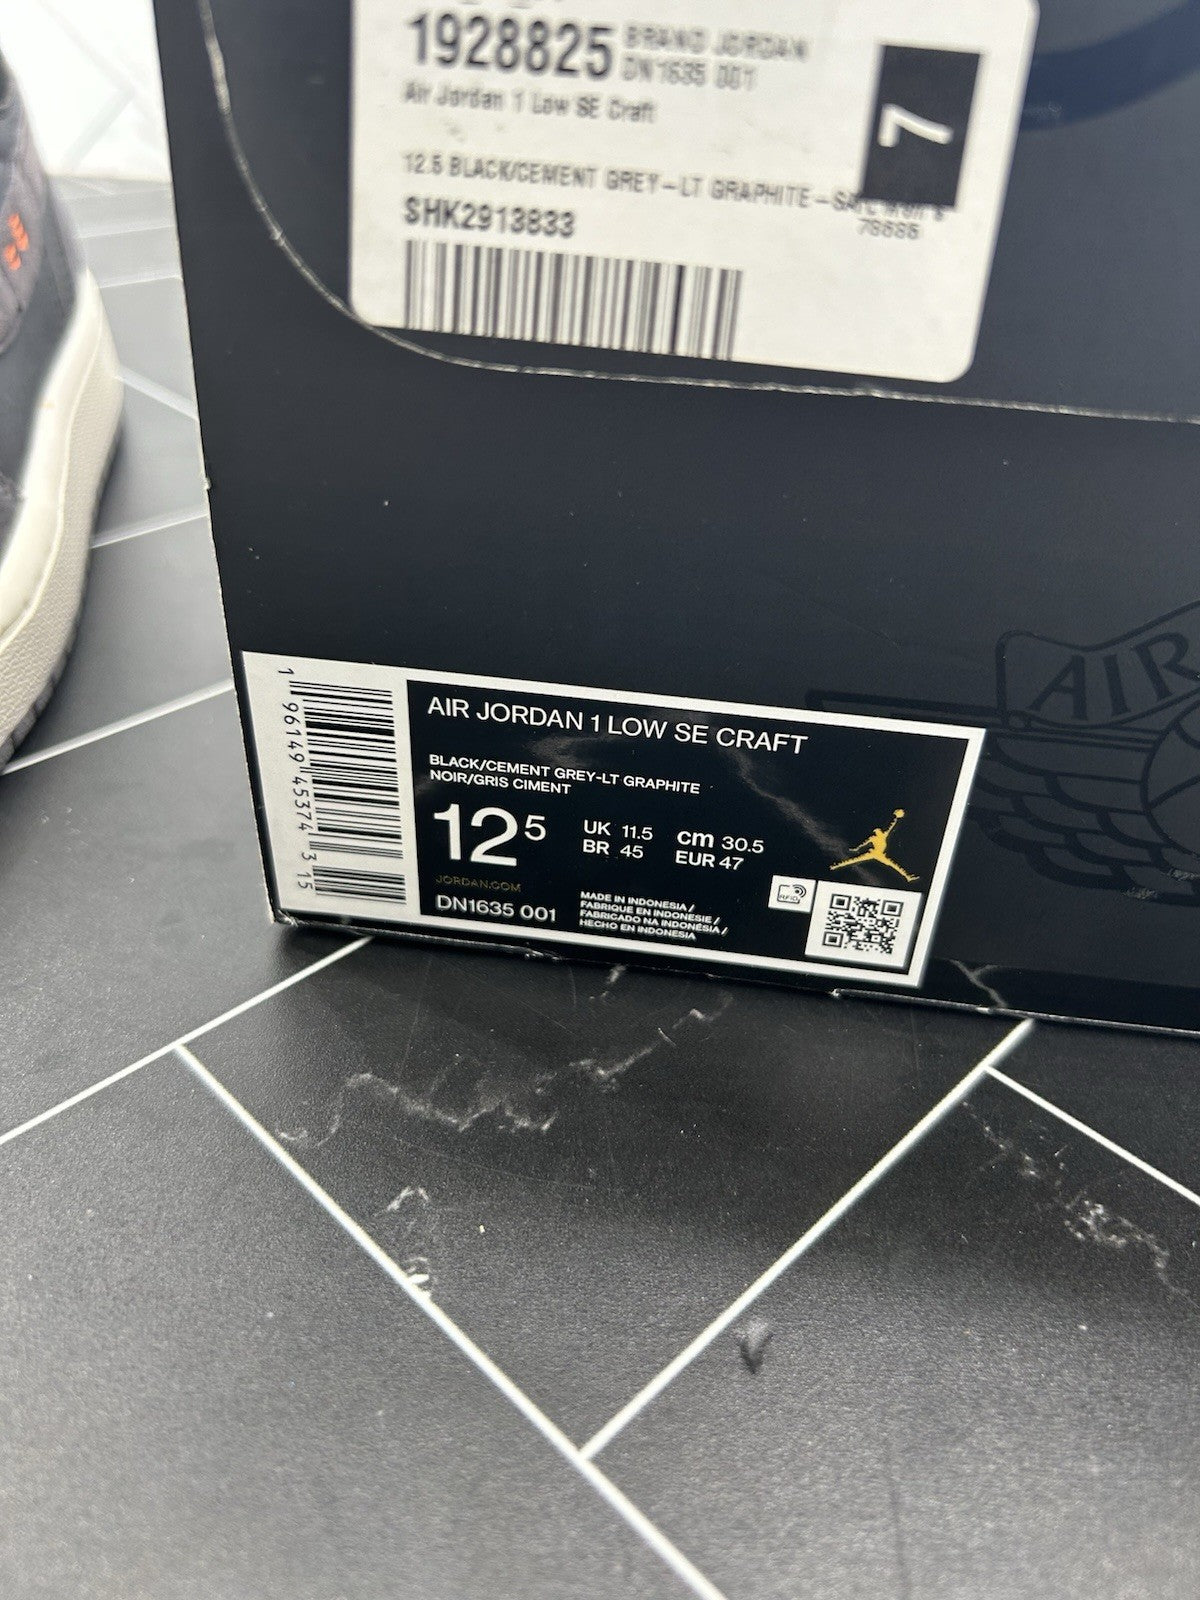 1928825
BRAND JORDAN
DN1635 001
Air Jordan 1 Low SE Craft
7
12.5 BLACK/CEMENT GREY-LT GRAPHITE-SAIL
78686
SHK2913833
AIR
AIR JORDAN 1 LOW SE CRAFT
BLACK/CEMENT GREY-LT GRAPHITE
NOIR/GRIS CIMENT
12 5
UK 11.5 cm 30.5
BR 45 EUR 47
JORDAN.COM
DN1635 001
MADE IN INDONESIA /
FABRIQUE EN INDONESIE /
FABRICADO NA INDONÉSIA /
HECHO EN INDONESIA
RFID
1 96149 45374 3 15